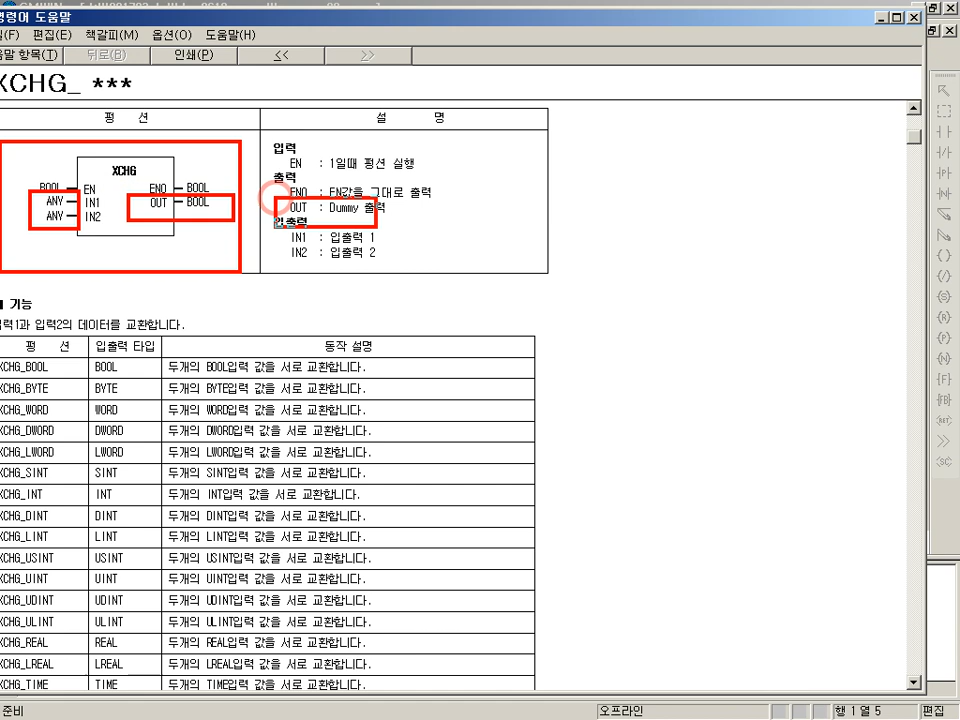 명령어 도움말
(F) 편집(E) 책갈피(M) 옵션(O) 도움말(H)
말 항목(T) 뒤로(B) 인쇄(P) << >>
XCHG_ ***
펑 션 설 명
XCHG
BOOL EN ENO BOOL
ANY IN1 OUT BOOL
ANY IN2
입력
EN : 1일때 펑션 실행
출력
ENO : EN값을 그대로 출력
OUT : Dummy 출력
입출력
IN1 : 입출력 1
IN2 : 입출력 2
기능
입력1과 입력2의 데이터를 교환합니다.
펑 션 입출력 타입 동작 설명
XCHG_BOOL BOOL 두개의 BOOL입력 값을 서로 교환합니다.
XCHG_BYTE BYTE 두개의 BYTE입력 값을 서로 교환합니다.
XCHG_WORD WORD 두개의 WORD입력 값을 서로 교환합니다.
XCHG_DWORD DWORD 두개의 DWORD입력 값을 서로 교환합니다.
XCHG_LWORD LWORD 두개의 LWORD입력 값을 서로 교환합니다.
XCHG_SINT SINT 두개의 SINT입력 값을 서로 교환합니다.
XCHG_INT INT 두개의 INT입력 값을 서로 교환합니다.
XCHG_DINT DINT 두개의 DINT입력 값을 서로 교환합니다.
XCHG_LINT LINT 두개의 LINT입력 값을 서로 교환합니다.
XCHG_USINT USINT 두개의 USINT입력 값을 서로 교환합니다.
XCHG_UINT UINT 두개의 UINT입력 값을 서로 교환합니다.
XCHG_UDINT UDINT 두개의 UDINT입력 값을 서로 교환합니다.
XCHG_ULINT ULINT 두개의 ULINT입력 값을 서로 교환합니다.
XCHG_REAL REAL 두개의 REAL입력 값을 서로 교환합니다.
XCHG_LREAL LREAL 두개의 LREAL입력 값을 서로 교환합니다.
XCHG_TIME TIME 두개의 TIME입력 값을 서로 교환합니다.
준비 오프라인 행 1 열 5 편집